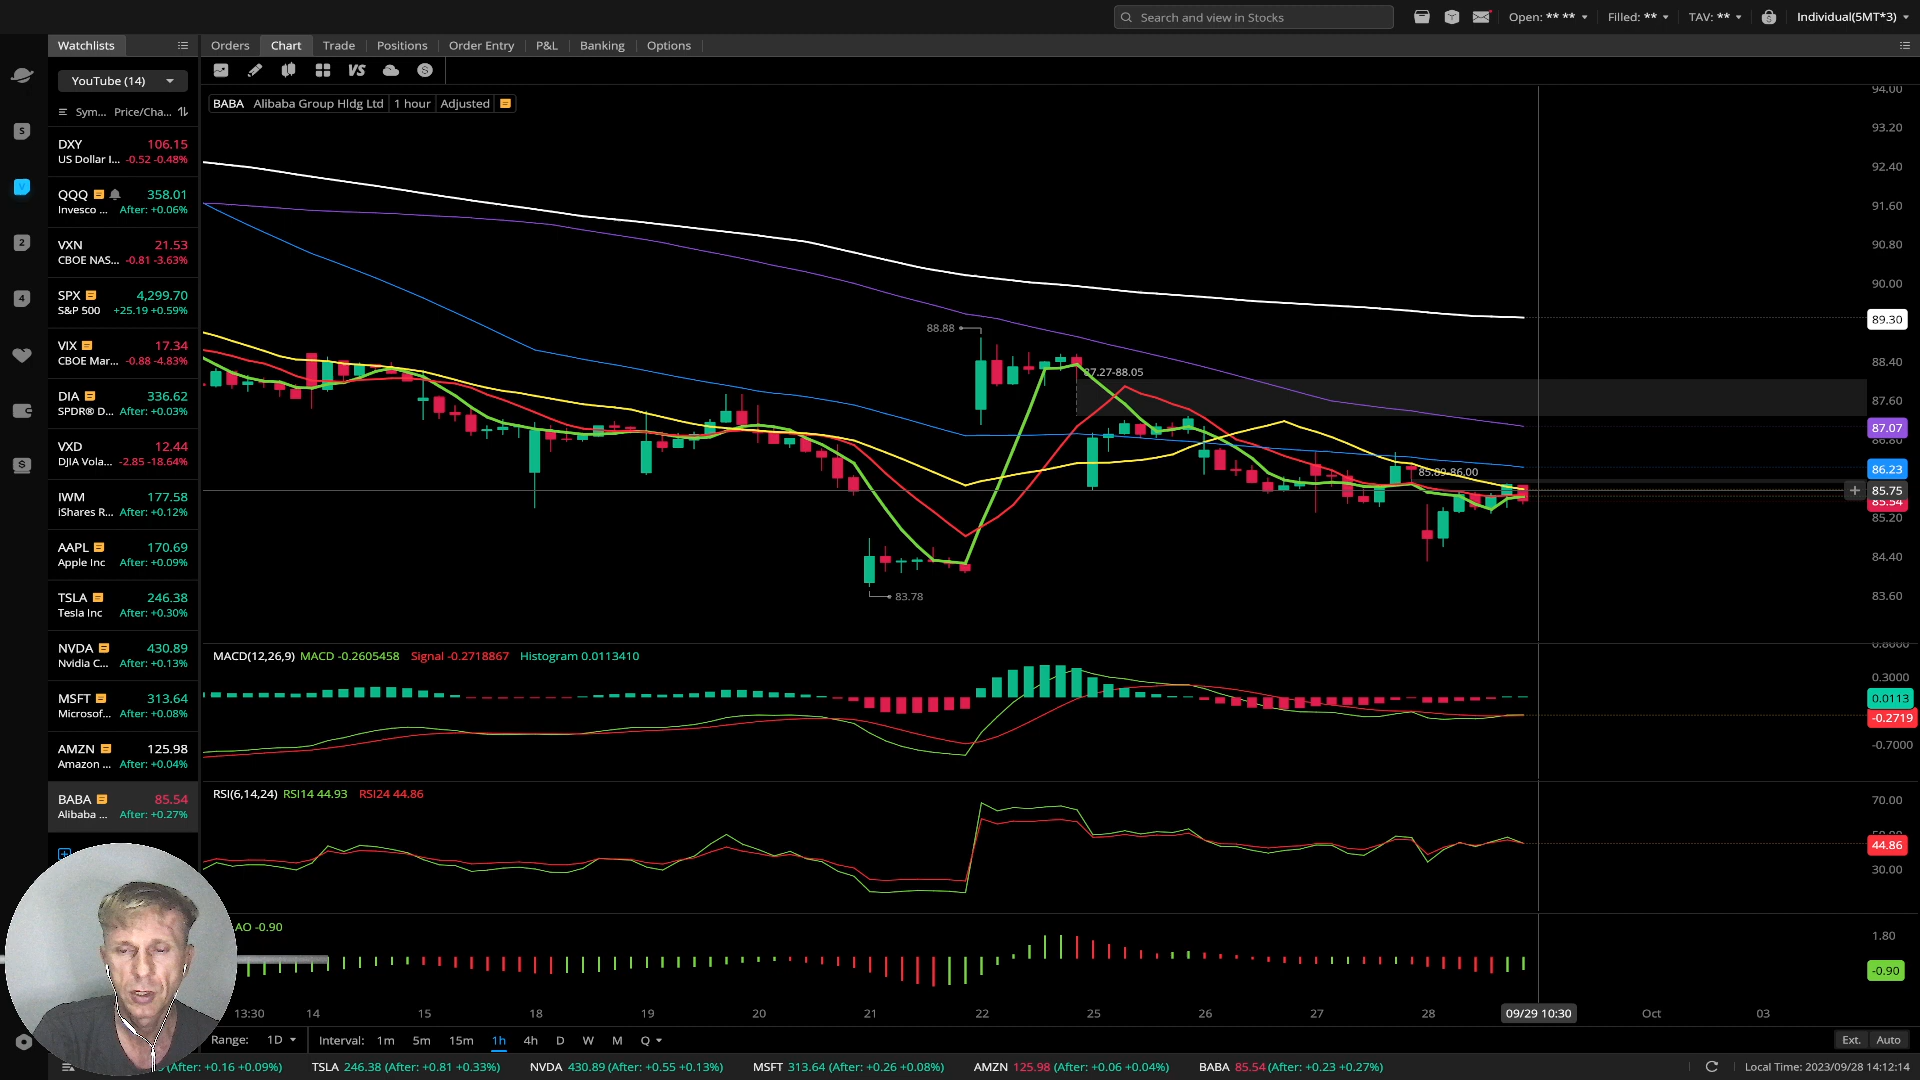 Search and view in Stocks
Open: ** **
Filled: **
TAV: **
Individual(5MT*3)
Watchlists
Orders
Chart
Trade
Positions
Order Entry
P&L
Banking
Options
YouTube (14)
VS
S
Sym...
Price/Cha...
BABA
Alibaba Group Hldg Ltd
1 hour
Adjusted
DXY 106.15
US Dollar I... -0.52 -0.48%
QQQ 358.01
Invesco ... After: +0.06%
VXN 21.53
CBOE NAS... -0.81 -3.63%
SPX 4,299.70
S&P 500 +25.19 +0.59%
VIX 17.34
CBOE Mar... -0.88 -4.83%
DIA 336.62
SPDR® D... After: +0.03%
VXD 12.44
DJIA Vola... -2.85 -18.64%
IWM 177.58
iShares R... After: +0.12%
AAPL 170.69
Apple Inc After: +0.09%
TSLA 246.38
Tesla Inc After: +0.30%
NVDA 430.89
Nvidia C... After: +0.13%
MSFT 313.64
Microsof... After: +0.08%
AMZN 125.98
Amazon ... After: +0.04%
BABA 85.54
Alibaba ... After: +0.27%
S
V
2
4
S
94.00
93.20
92.40
91.60
90.80
90.00
89.30
88.40
87.60
87.07
86.80
86.23
85.75
85.54
85.20
84.40
83.60
88.88
87.27-88.05
85.89-86.00
83.78
MACD(12,26,9) MACD -0.2605458 Signal -0.2718867 Histogram 0.0113410
0.8000
0.3000
0.0113
-0.2719
-0.7000
RSI(6,14,24) RSI14 44.93 RSI24 44.86
70.00
50.00
44.86
30.00
AO -0.90
1.80
-0.90
13:30
14
15
18
19
20
21
22
25
26
27
28
09/29 10:30
Oct
03
Range: 1D
Interval: 1m 5m 15m 1h 4h D W M Q
Ext.
Auto
(After: +0.16 +0.09%)
TSLA 246.38 (After: +0.81 +0.33%)
NVDA 430.89 (After: +0.55 +0.13%)
MSFT 313.64 (After: +0.26 +0.08%)
AMZN 125.98 (After: +0.06 +0.04%)
BABA 85.54 (After: +0.23 +0.27%)
Local Time: 2023/09/28 14:12:14